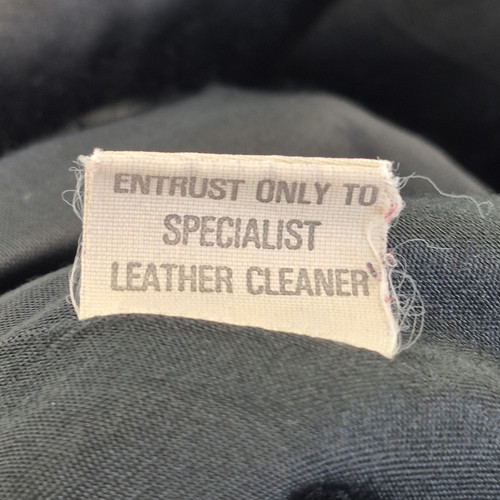 ENTRUST ONLY TO
SPECIALIST
LEATHER CLEANER